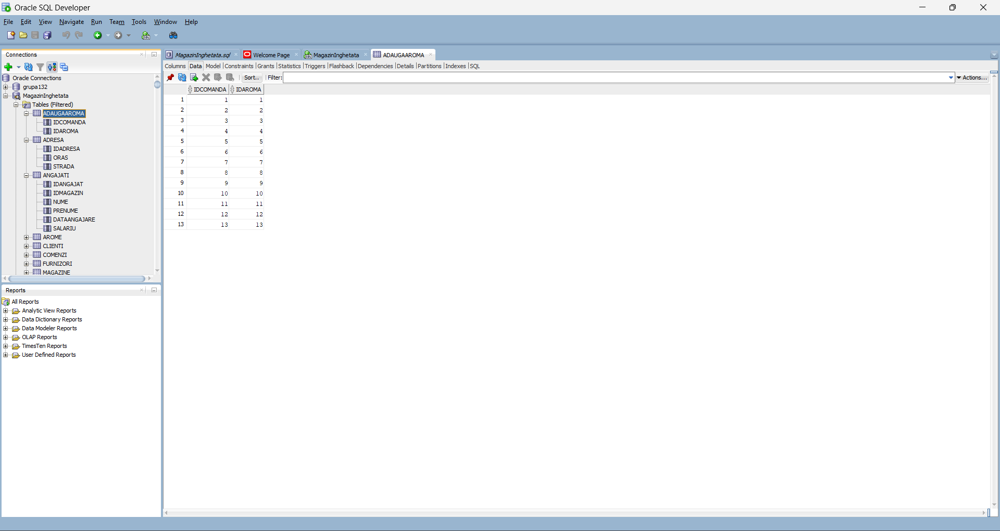 Oracle SQL Developer
File Edit View Navigate Run Team Tools Window Help
Connections
Oracle Connections
grupa132
MagazinInghetata
Tables (Filtered)
ADAUGAAROMA
IDCOMANDA
IDAROMA
ADRESA
IDADRESA
ORAS
STRADA
ANGAJATI
IDANGAJAT
IDMAGAZIN
NUME
PRENUME
DATAANGAJARE
SALARIU
AROME
CLIENTI
COMENZI
FURNIZORI
MAGAZINE
Reports
All Reports
Analytic View Reports
Data Dictionary Reports
Data Modeler Reports
OLAP Reports
TimesTen Reports
User Defined Reports
MagazinInghetata.sql Welcome Page MagazinInghetata ADAUGAAROMA
Columns Data Model Constraints Grants Statistics Triggers Flashback Dependencies Details Partitions Indexes SQL
Sort.. Filter: Actions...
IDCOMANDA IDAROMA
1 1 1
2 2 2
3 3 3
4 4 4
5 5 5
6 6 6
7 7 7
8 8 8
9 9 9
10 10 10
11 11 11
12 12 12
13 13 13